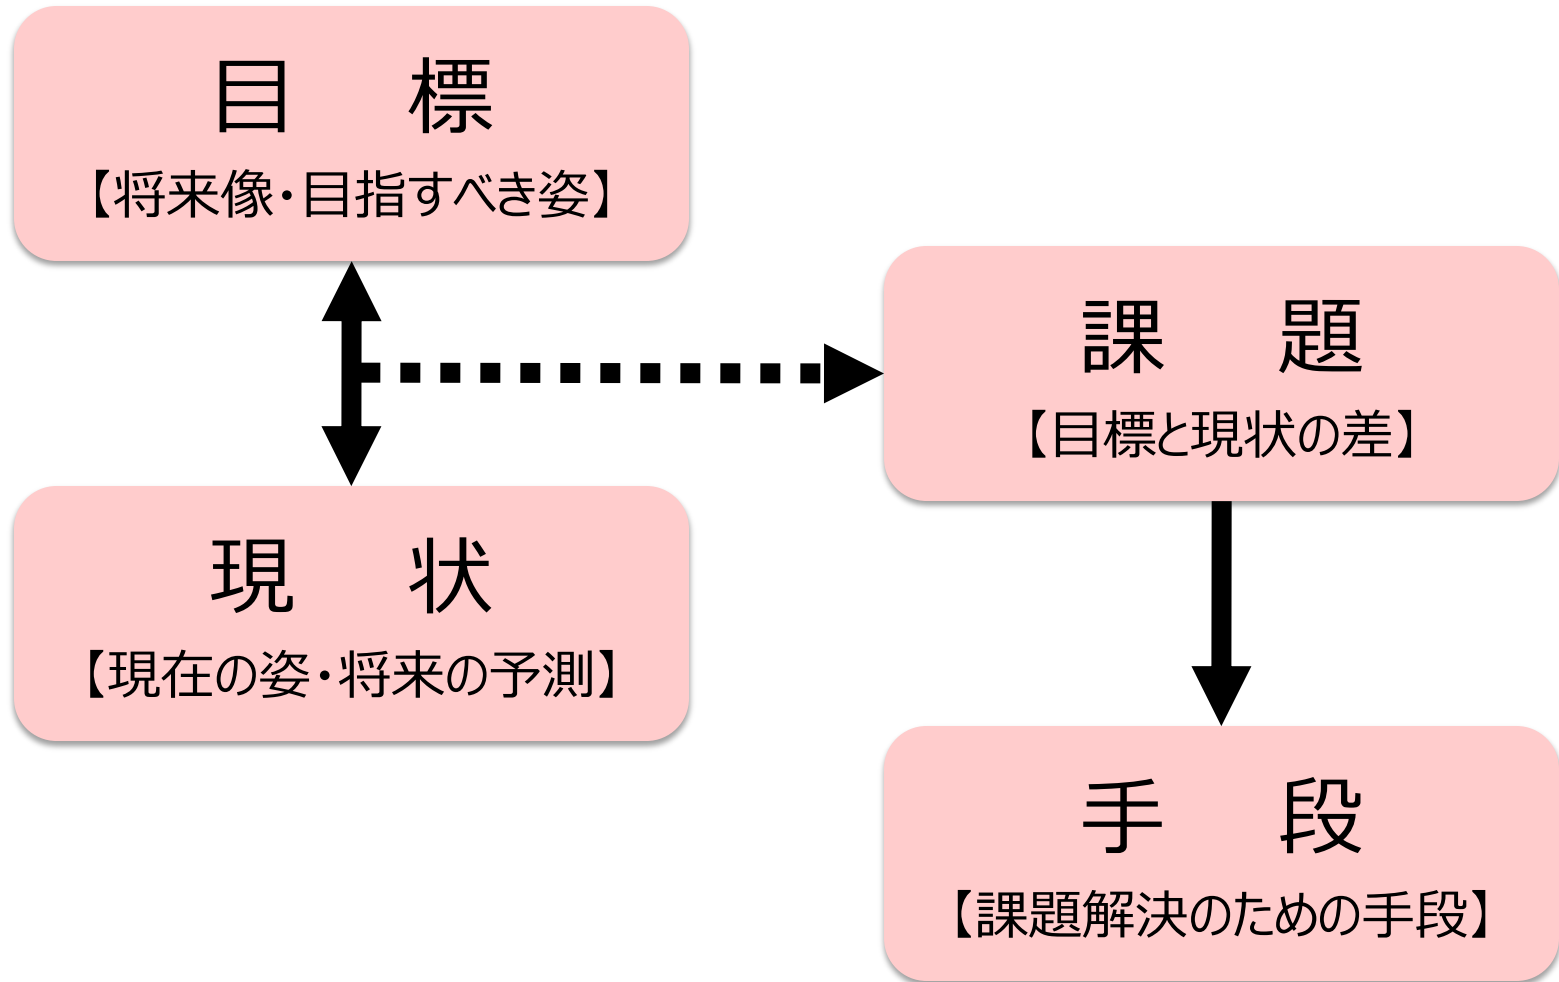 目　標
【将来像・目指すべき姿】
現　状
【現在の姿・将来の予測】
課　題
【目標と現状の差】
手　段
【課題解決のための手段】